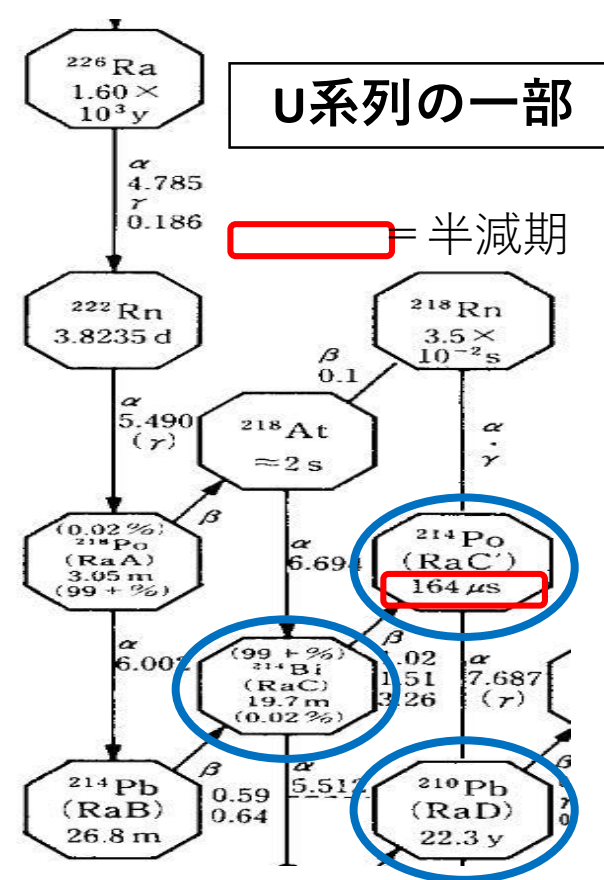 226Ra
1.60×
10³y
U系列の一部
α
4.785
γ
0.186
= 半減期
222Rn
3.8235 d
218Rn
3.5×
10⁻²s
β
0.1
α
5.490
(γ)
218At
≈2 s
α
·
γ
β
(0.02%)
218Po
(RaA)
3.05 m
(99+%)
α
6.694
214Po
(RaC′)
164 μs
α
6.002
(99+%)
214Bi
(RaC)
19.7 m
(0.02%)
β
1.51
3.26
α
7.687
(γ)
214Pb
(RaB)
26.8 m
β
0.59
0.64
α
5.512
210Pb
(RaD)
22.3 y
β
γ